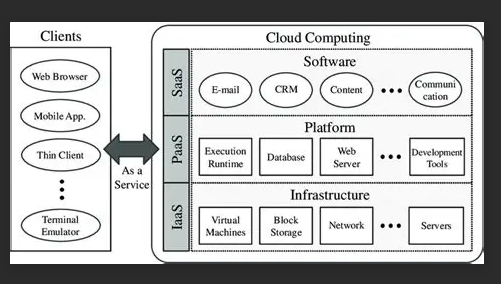 Clients
Web Browser
Mobile App.
Thin Client
Terminal
Emulator
As a
Service
Cloud Computing
SaaS
Software
E-mail
CRM
Content
Communi
cation
PaaS
Platform
Execution
Runtime
Database
Web
Server
Development
Tools
IaaS
Infrastructure
Virtual
Machines
Block
Storage
Network
Servers